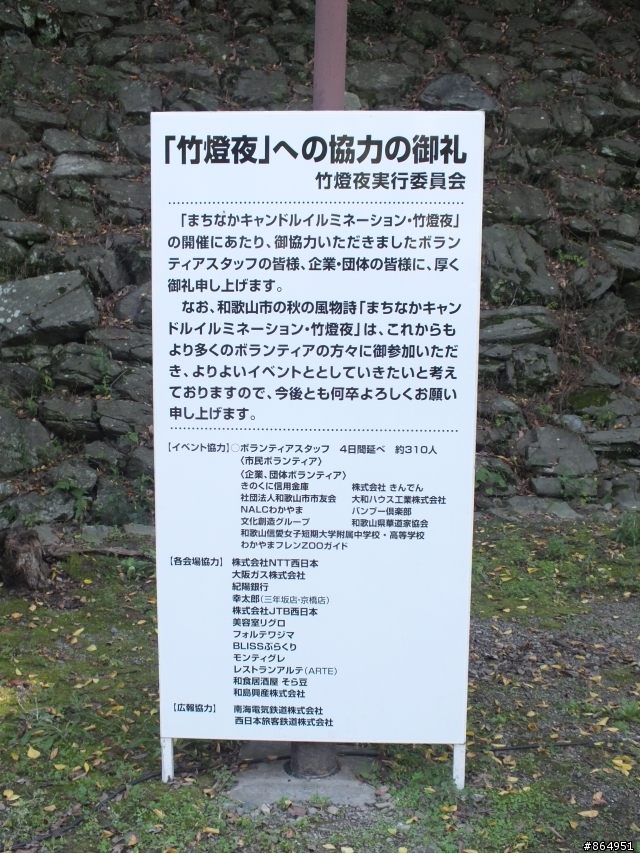 「竹燈夜」への協力の御礼
竹燈夜実行委員会
「まちなかキャンドルイルミネーション・竹燈夜」
の開催にあたり、御協力いただきましたボラン
ティアスタッフの皆様、企業・団体の皆様に、厚く
御礼申し上げます。
なお、和歌山市の秋の風物詩「まちなかキャン
ドルイルミネーション・竹燈夜」は、これからも
より多くのボランティアの方々に御参加いただ
き、よりよいイベントととしていきたいと考え
ておりますので、今後とも何卒よろしくお願い
申し上げます。
【イベント協力】○ボランティアスタッフ 4日間延べ 約310人
〈市民ボランティア〉
〈企業、団体ボランティア〉
きのくに信用金庫 株式会社 きんでん
社団法人和歌山市市友会 大和ハウス工業株式会社
NALCわかやま バンブー倶楽部
文化創造グループ 和歌山県華道家協会
和歌山信愛女子短期大学附属中学校・高等学校
わかやまフレンZOOガイド
【各会場協力】 株式会社NTT西日本
大阪ガス株式会社
紀陽銀行
幸太郎(三年坂店・京橋店)
株式会社JTB西日本
美容室リグロ
フォルテワジマ
BLISSぶらくり
モンティグレ
レストランアルテ(ARTE)
和食居酒屋 そら豆
和島興産株式会社
【広報協力】 南海電気鉄道株式会社
西日本旅客鉄道株式会社
#864951